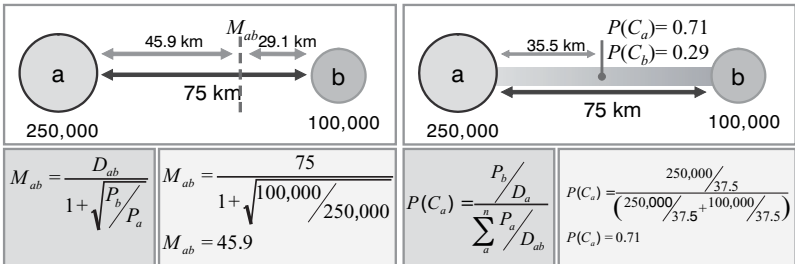 M_ab
45.9 km 29.1 km
a
b
75 km
250,000
100,000
P(C_a)= 0.71
35.5 km
P(C_b)= 0.29
a
b
75 km
250,000
100,000
M_ab = D_ab / (1+√(P_b/P_a))
M_ab = 75 / (1+√(100,000/250,000))
M_ab = 45.9
P(C_a) = (P_b/D_a) / (∑_a^n P_a/D_ab)
P(C_a) = (250,000/37.5) / (250,000/37.5 + 100,000/37.5)
P(C_a) = 0.71